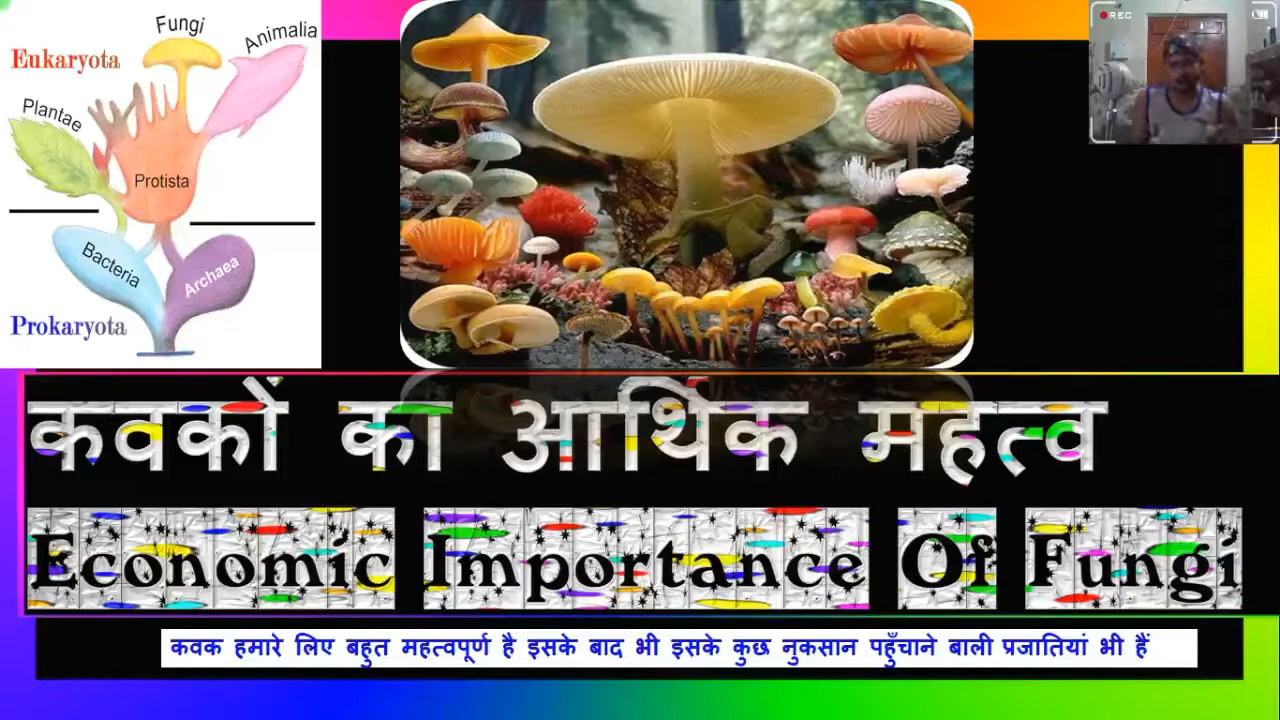 Fungi
Animalia
Eukaryota
Plantae
Protista
Bacteria
Archaea
Prokaryota
REC
कवकों का आर्थिक महत्व
Economic Importance Of Fungi
कवक हमारे लिए बहुत महत्वपूर्ण है इसके बाद भी इसके कुछ नुकसान पहुँचाने बाली प्रजातियां भी हैं